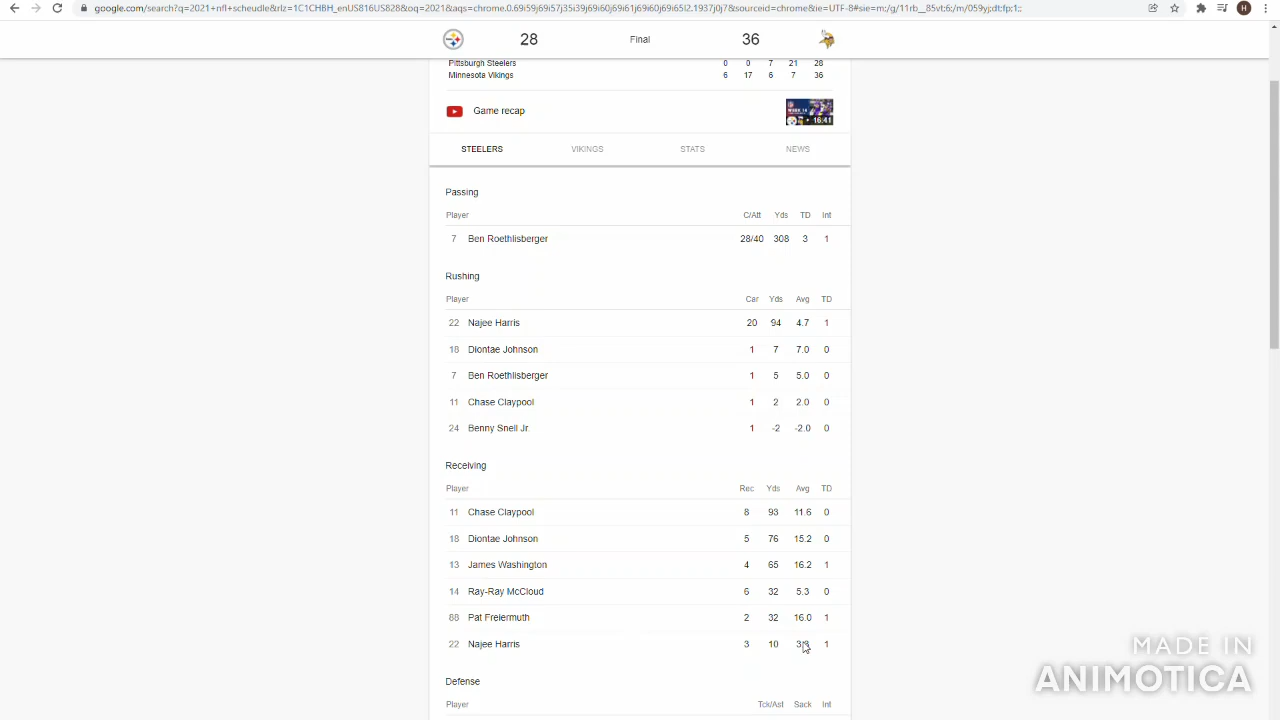 google.com/search?q=2021+nfl+scheudle&rlz=1C1CHBH_enUS816US828&oq=2021&aqs=chrome.0.69i59j69i57j35i39j69i60j69i61j69i60j69i65l2.1937j0j7&sourceid=chrome&ie=UTF-8#sie=m;/g/11rb__85vt;6;/m/059yj;dt;fp;1;;
H
28 Final 36
Pittsburgh Steelers 0 0 7 21 28
Minnesota Vikings 6 17 6 7 36
Game recap
WEEK 14
16:41
STEELERS VIKINGS STATS NEWS
Passing
Player C/Att Yds TD Int
7 Ben Roethlisberger 28/40 308 3 1
Rushing
Player Car Yds Avg TD
22 Najee Harris 20 94 4.7 1
18 Diontae Johnson 1 7 7.0 0
7 Ben Roethlisberger 1 5 5.0 0
11 Chase Claypool 1 2 2.0 0
24 Benny Snell Jr. 1 -2 -2.0 0
Receiving
Player Rec Yds Avg TD
11 Chase Claypool 8 93 11.6 0
18 Diontae Johnson 5 76 15.2 0
13 James Washington 4 65 16.2 1
14 Ray-Ray McCloud 6 32 5.3 0
88 Pat Freiermuth 2 32 16.0 1
22 Najee Harris 3 10 1
Defense
Player Tck/Ast Sack Int
MADE IN
ANIMOTICA